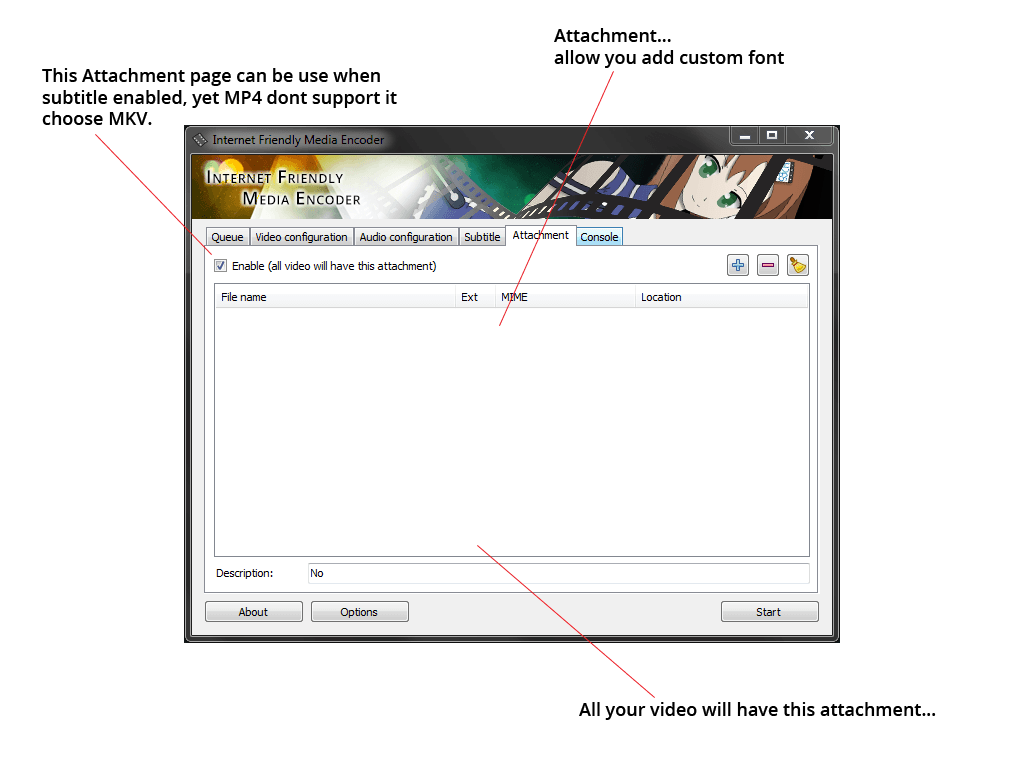 Attachment...
allow you add custom font
This Attachment page can be use when
subtitle enabled, yet MP4 dont support it
choose MKV.
Internet Friendly Media Encoder
Internet Friendly
Media Encoder
Queue Video configuration Audio configuration Subtitle Attachment Console
Enable (all video will have this attachment)
File name Ext MIME Location
Description: No
About Options Start
All your video will have this attachment...